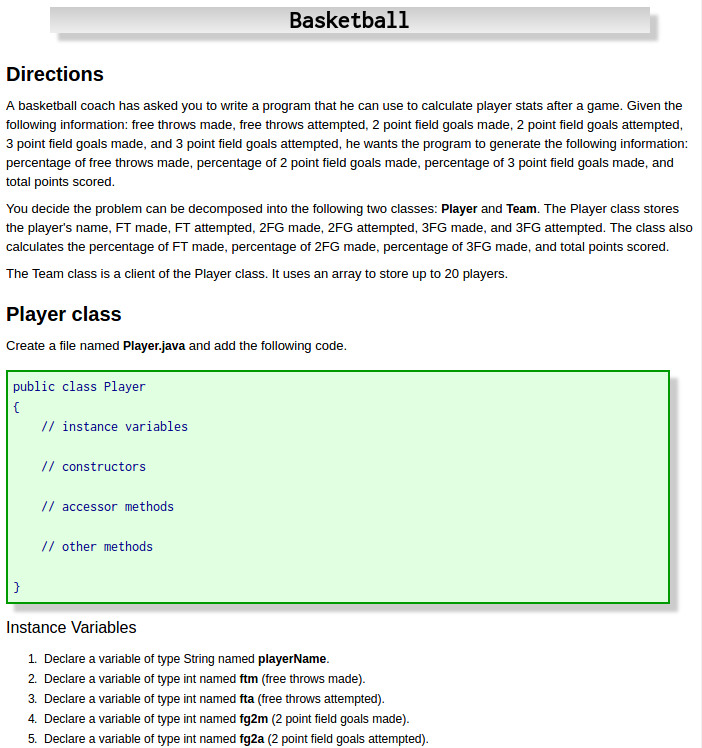 Basketball
Directions
A basketball coach has asked you to write a program that he can use to calculate player stats after a game. Given the
following information: free throws made, free throws attempted, 2 point field goals made, 2 point field goals attempted,
3 point field goals made, and 3 point field goals attempted, he wants the program to generate the following information:
percentage of free throws made, percentage of 2 point field goals made, percentage of 3 point field goals made, and
total points scored.
You decide the problem can be decomposed into the following two classes: Player and Team. The Player class stores
the player's name, FT made, FT attempted, 2FG made, 2FG attempted, 3FG made, and 3FG attempted. The class also
calculates the percentage of FT made, percentage of 2FG made, percentage of 3FG made, and total points scored.
The Team class is a client of the Player class. It uses an array to store up to 20 players.
Player class
Create a file named Player.java and add the following code.
public class Player
{
// instance variables
// constructors
// accessor methods
// other methods
}
Instance Variables
1. Declare a variable of type String named playerName.
2. Declare a variable of type int named ftm (free throws made).
3. Declare a variable of type int named fta (free throws attempted).
4. Declare a variable of type int named fg2m (2 point field goals made).
5. Declare a variable of type int named fg2a (2 point field goals attempted).